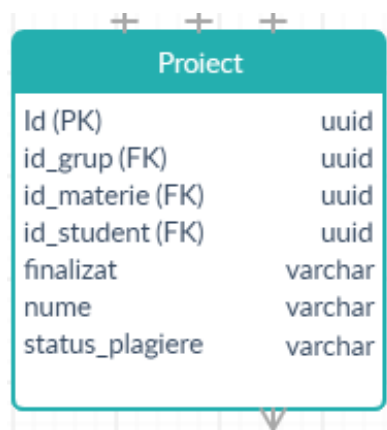 Proiect
Id (PK) uuid
id_grup (FK) uuid
id_materie (FK) uuid
id_student (FK) uuid
finalizat varchar
nume varchar
status_plagiere varchar